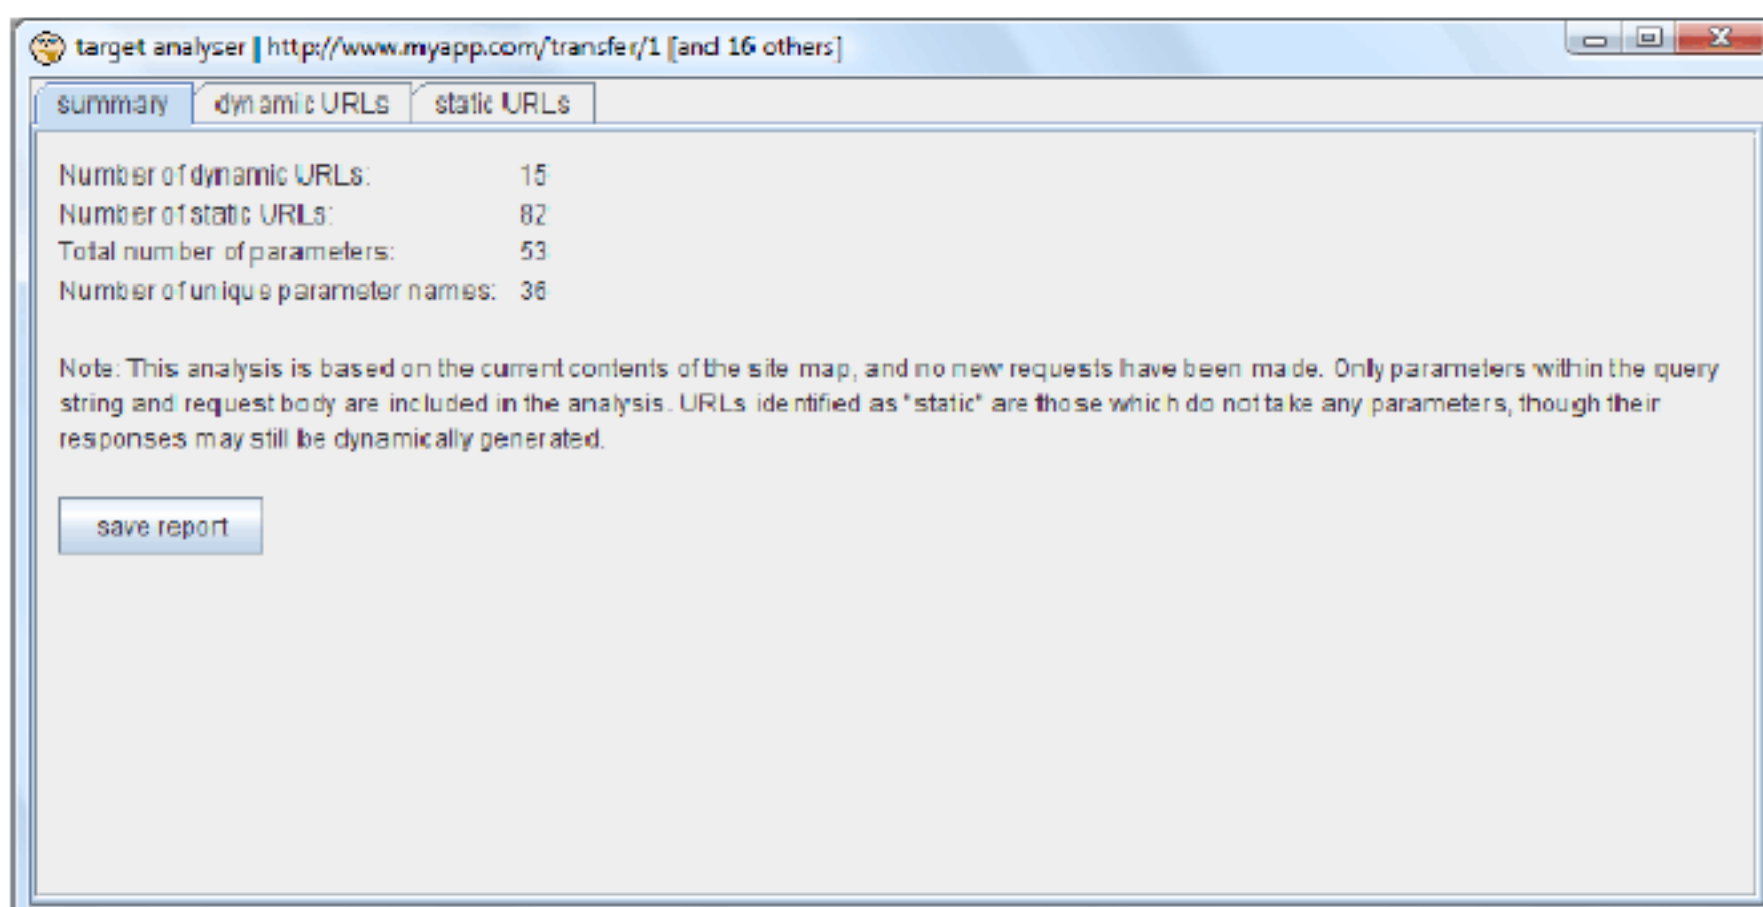 target analyser | http://www.myapp.com/transfer/1 [and 16 others]
summary dynamic URLs static URLs
Number of dynamic URLs: 15
Number of static URLs: 82
Total number of parameters: 53
Number of unique parameter names: 36
Note: This analysis is based on the current contents of the site map, and no new requests have been made. Only parameters within the query
string and request body are included in the analysis. URLs identified as "static" are those which do not take any parameters, though their
responses may still be dynamically generated.
save report